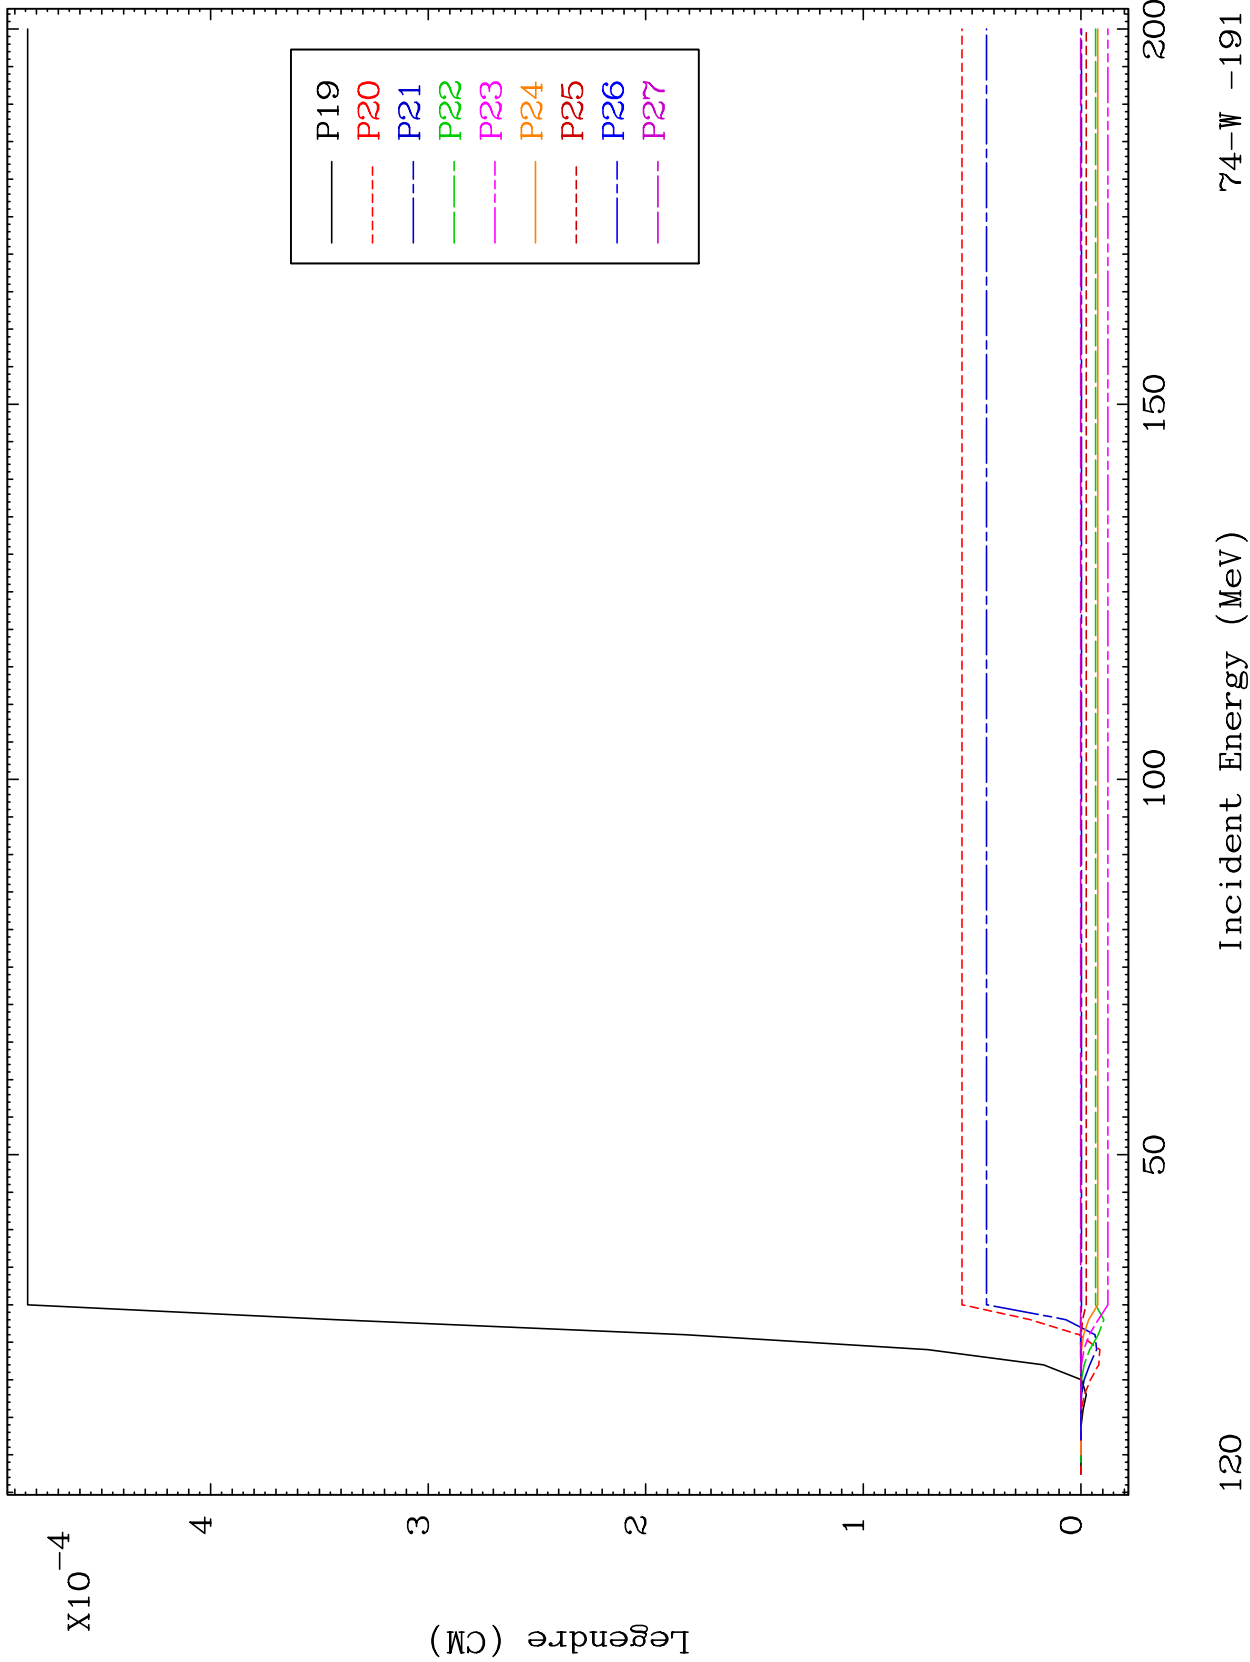 X10-4
Legendre (CM)
4
3
2
1
0
P19
P20
P21
P22
P23
P24
P25
P26
P27
50
100
150
200
120
Incident Energy (MeV)
74-W -191